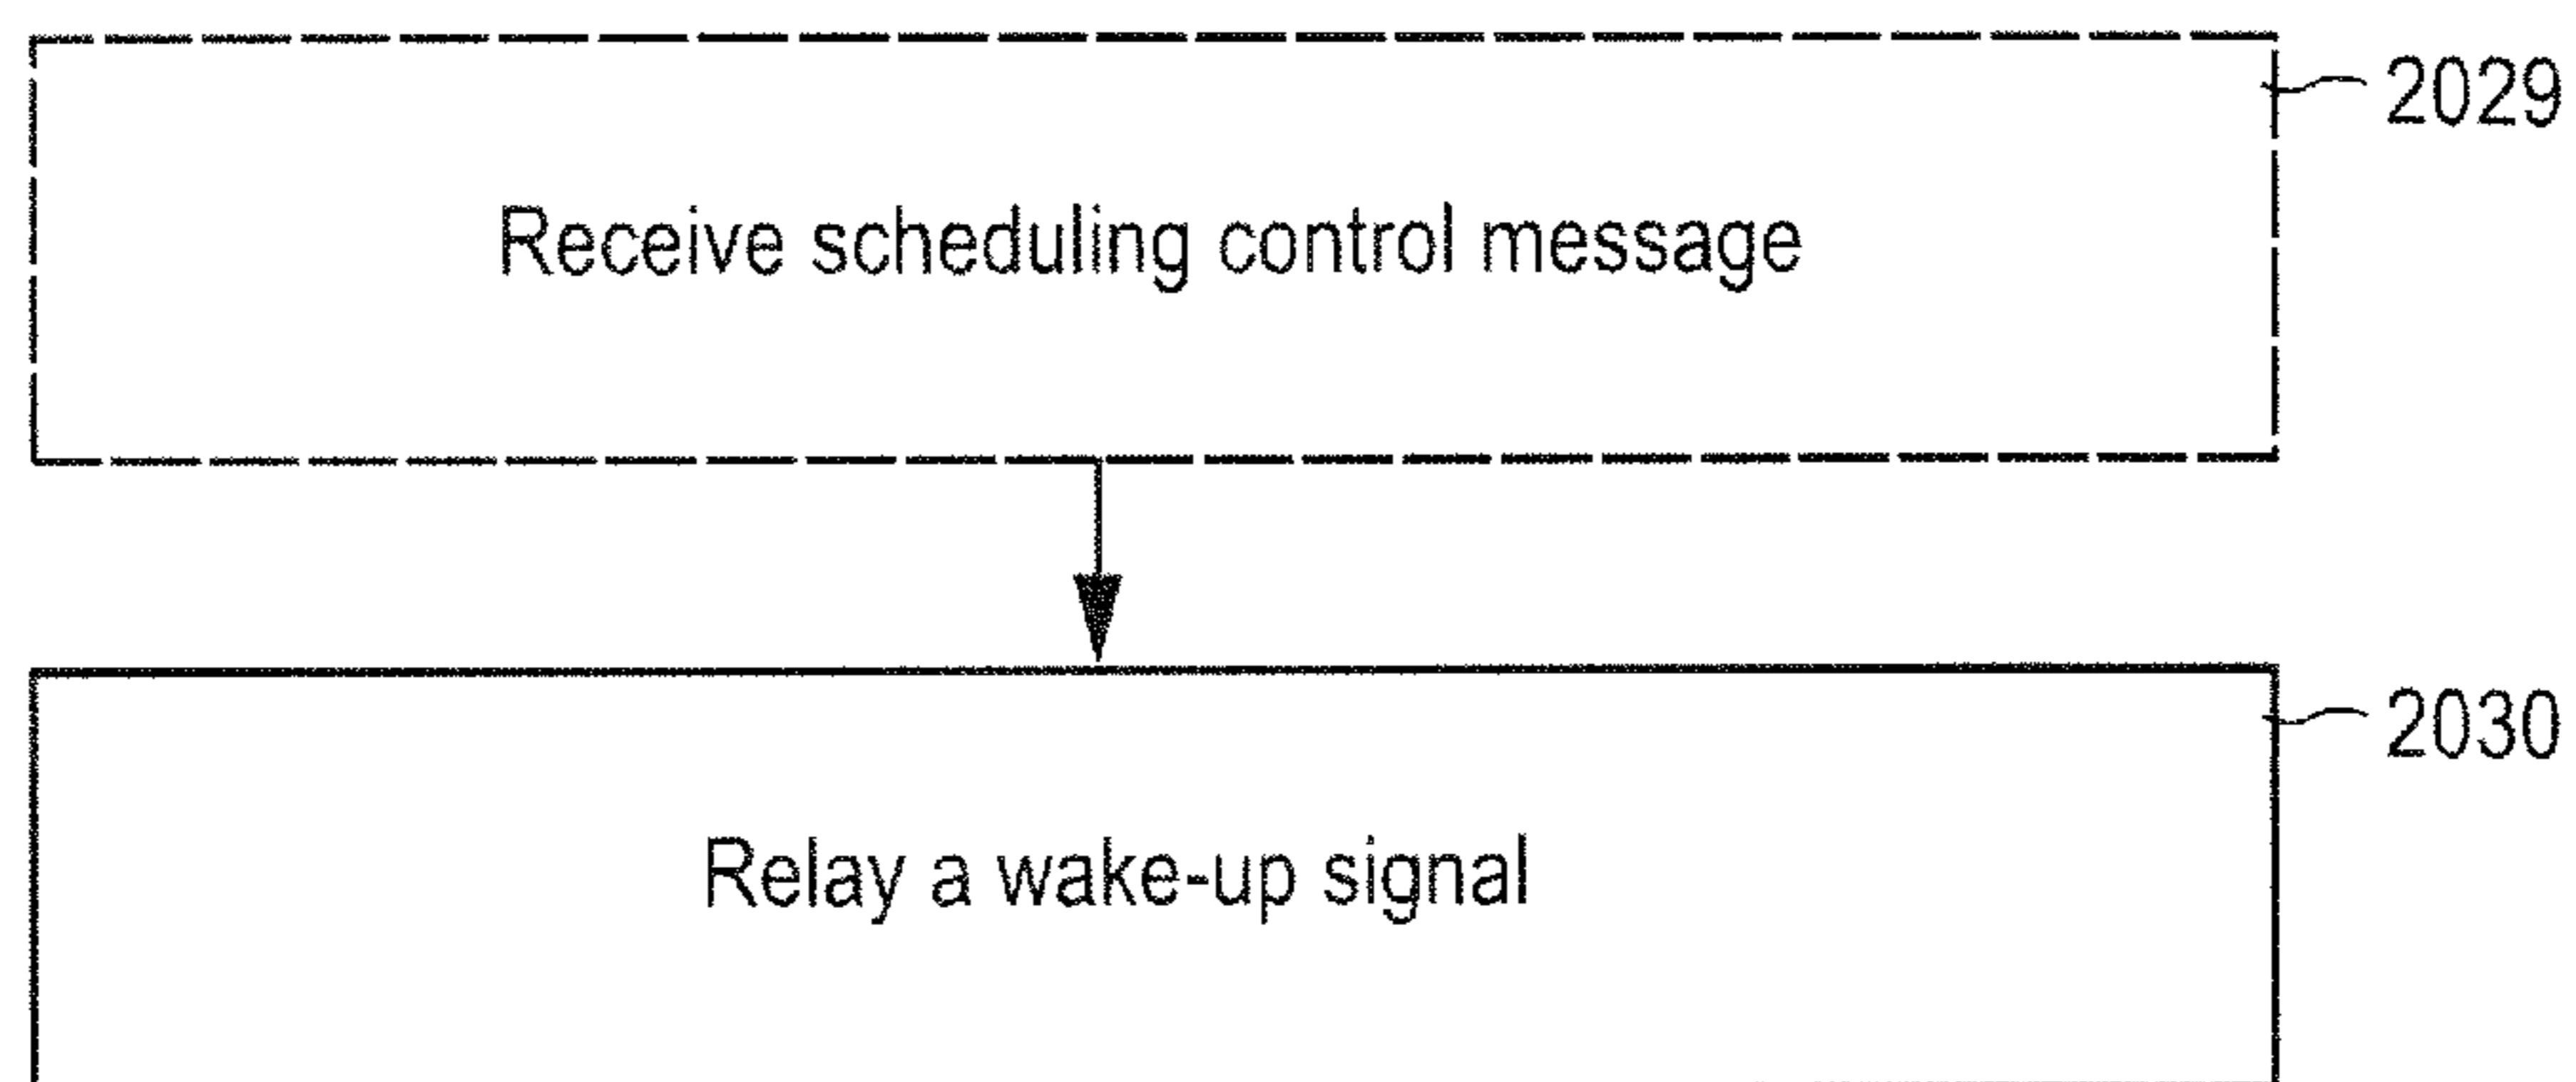 2029
Receive scheduling control message
2030
Relay a wake-up signal